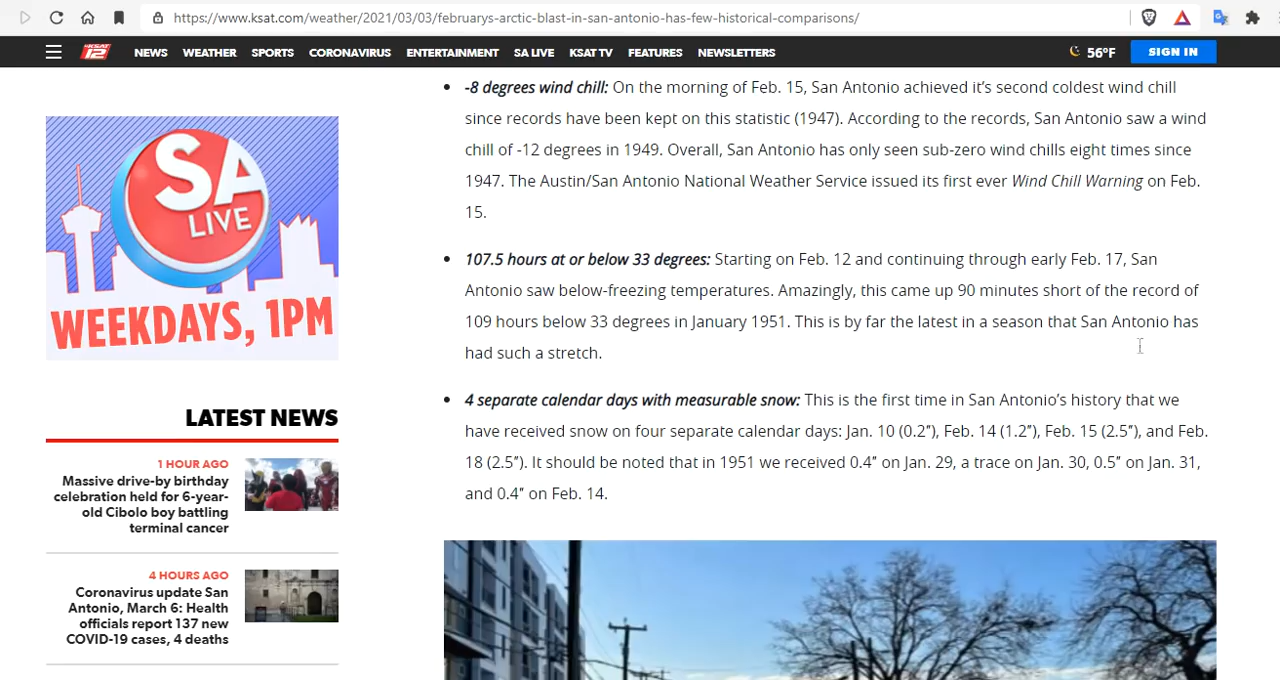 https://www.ksat.com/weather/2021/03/03/februarys-arctic-blast-in-san-antonio-has-few-historical-comparisons/
KSAT 12 NEWS WEATHER SPORTS CORONAVIRUS ENTERTAINMENT SA LIVE KSAT TV FEATURES NEWSLETTERS 56°F SIGN IN
SA
LIVE
WEEKDAYS, 1PM
LATEST NEWS
1 HOUR AGO
Massive drive-by birthday
celebration held for 6-year-
old Cibolo boy battling
terminal cancer
4 HOURS AGO
Coronavirus update San
Antonio, March 6: Health
officials report 137 new
COVID-19 cases, 4 deaths
• -8 degrees wind chill: On the morning of Feb. 15, San Antonio achieved it’s second coldest wind chill
since records have been kept on this statistic (1947). According to the records, San Antonio saw a wind
chill of -12 degrees in 1949. Overall, San Antonio has only seen sub-zero wind chills eight times since
1947. The Austin/San Antonio National Weather Service issued its first ever Wind Chill Warning on Feb.
15.
• 107.5 hours at or below 33 degrees: Starting on Feb. 12 and continuing through early Feb. 17, San
Antonio saw below-freezing temperatures. Amazingly, this came up 90 minutes short of the record of
109 hours below 33 degrees in January 1951. This is by far the latest in a season that San Antonio has
had such a stretch.
• 4 separate calendar days with measurable snow: This is the first time in San Antonio’s history that we
have received snow on four separate calendar days: Jan. 10 (0.2”), Feb. 14 (1.2”), Feb. 15 (2.5”), and Feb.
18 (2.5”). It should be noted that in 1951 we received 0.4” on Jan. 29, a trace on Jan. 30, 0.5” on Jan. 31,
and 0.4” on Feb. 14.